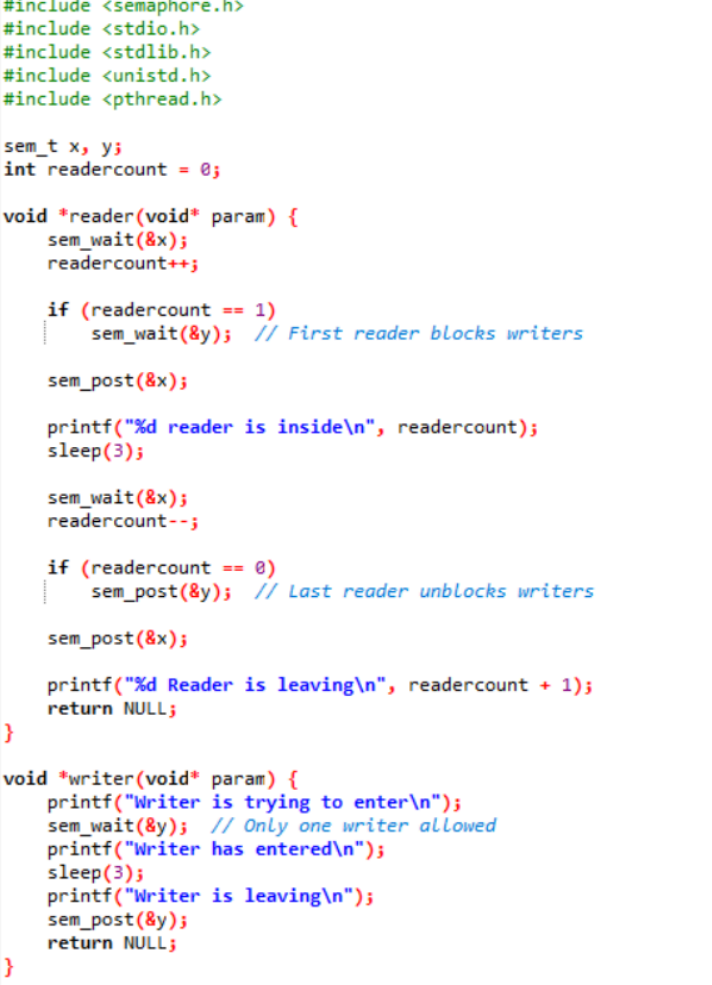 #include <semaphore.h>
#include <stdio.h>
#include <stdlib.h>
#include <unistd.h>
#include <pthread.h>

sem_t x, y;
int readercount = 0;

void *reader(void* param) {
    sem_wait(&x);
    readercount++;

    if (readercount == 1)
        sem_wait(&y);  // First reader blocks writers

    sem_post(&x);

    printf("%d reader is inside\n", readercount);
    sleep(3);

    sem_wait(&x);
    readercount--;

    if (readercount == 0)
        sem_post(&y);  // Last reader unblocks writers

    sem_post(&x);

    printf("%d Reader is leaving\n", readercount + 1);
    return NULL;
}

void *writer(void* param) {
    printf("Writer is trying to enter\n");
    sem_wait(&y);  // Only one writer allowed
    printf("Writer has entered\n");
    sleep(3);
    printf("Writer is leaving\n");
    sem_post(&y);
    return NULL;
}